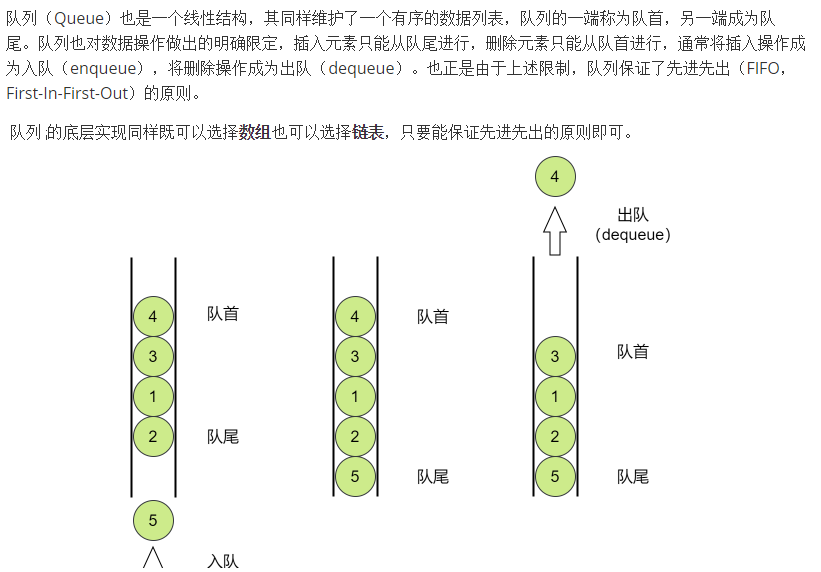 队列（Queue）也是一个线性结构，其同样维护了一个有序的数据列表，队列的一端称为队首，另一端成为队
尾。队列也对数据操作做出的明确限定，插入元素只能从队尾进行，删除元素只能从队首进行，通常将插入操作成
为入队（enqueue），将删除操作成为出队（dequeue）。也正是由于上述限制，队列保证了先进先出（FIFO，
First-In-First-Out）的原则。
队列的底层实现同样既可以选择数组也可以选择链表，只要能保证先进先出的原则即可。
4
出队
（dequeue）
4 队首 4 队首
3 3 3 队首
1 1 1
2 队尾 2 2
5 队尾 5 队尾
5
入队